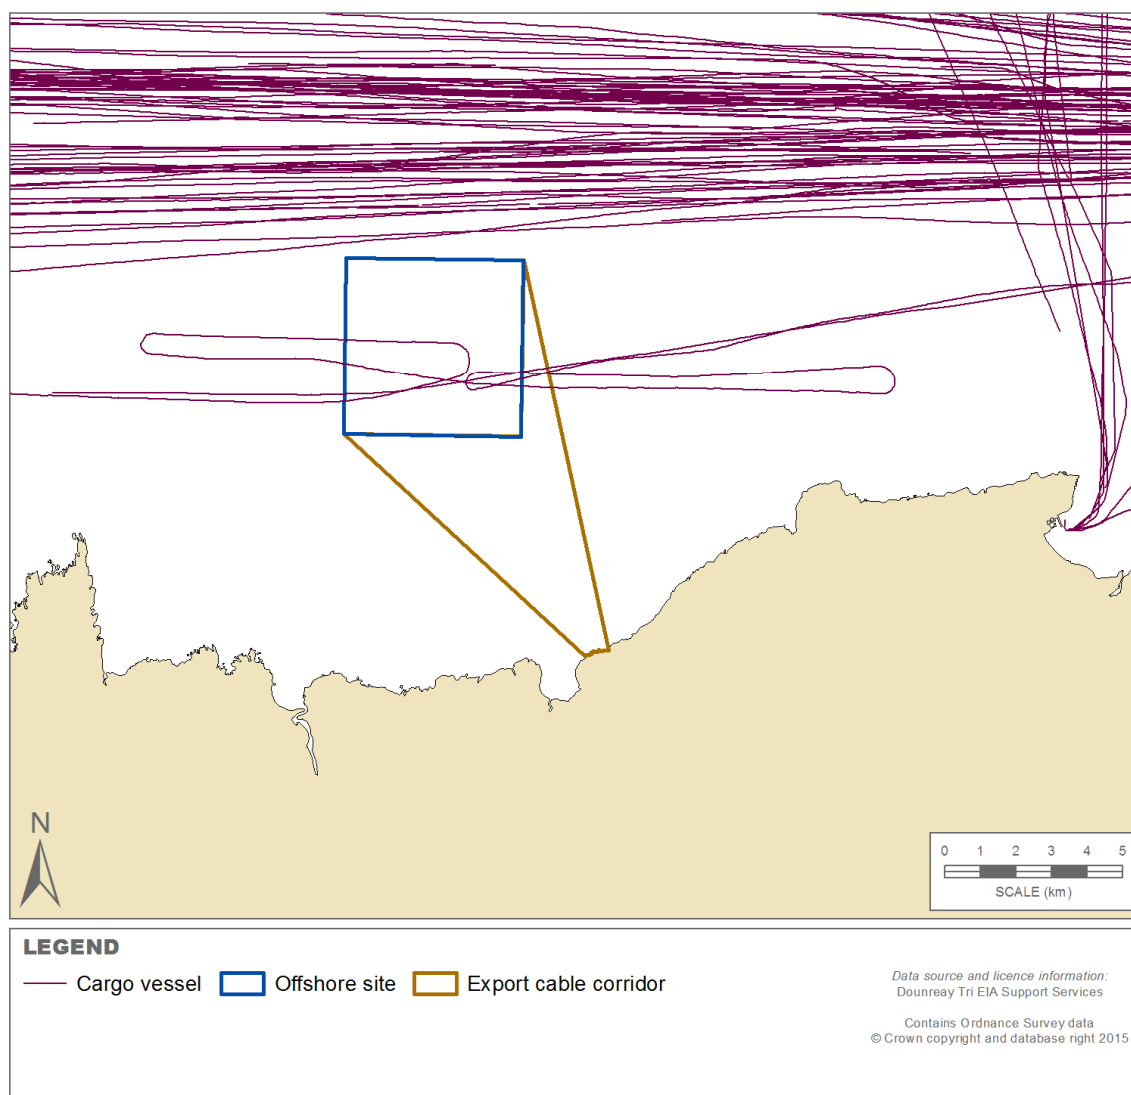 N
0 1 2 3 4 5
SCALE (km)
LEGEND
Cargo vessel Offshore site Export cable corridor
Data source and licence information:
Dounreay Tri EIA Support Services
Contains Ordnance Survey data
© Crown copyright and database right 2015